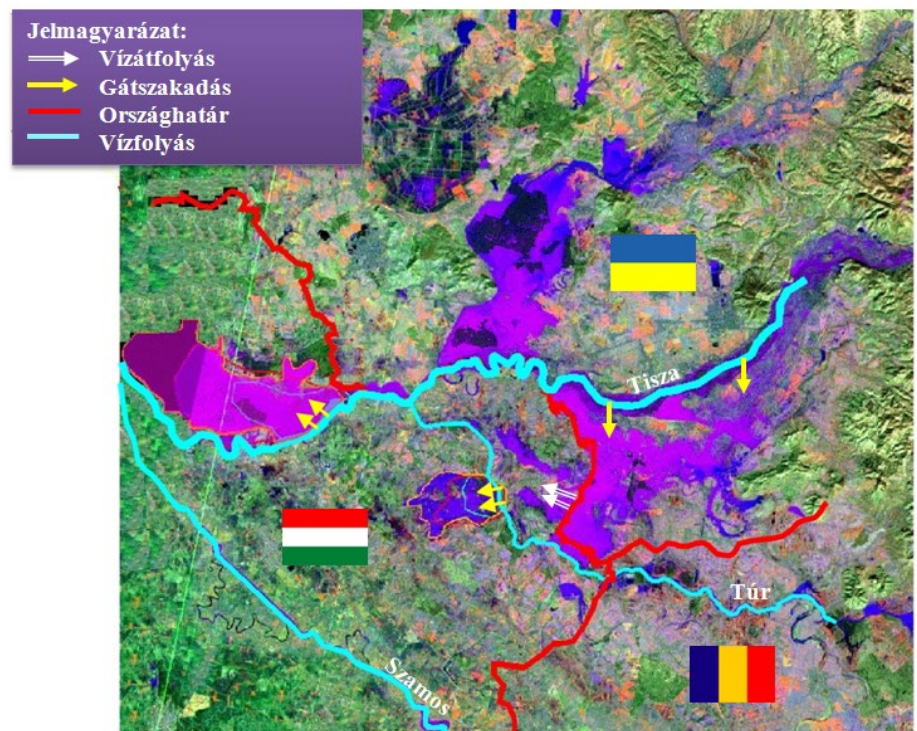 Jelmagyarázat:
Vízátfolyás
Gátszakadás
Országhatár
Vízfolyás
Tisza
Túr
Szamos